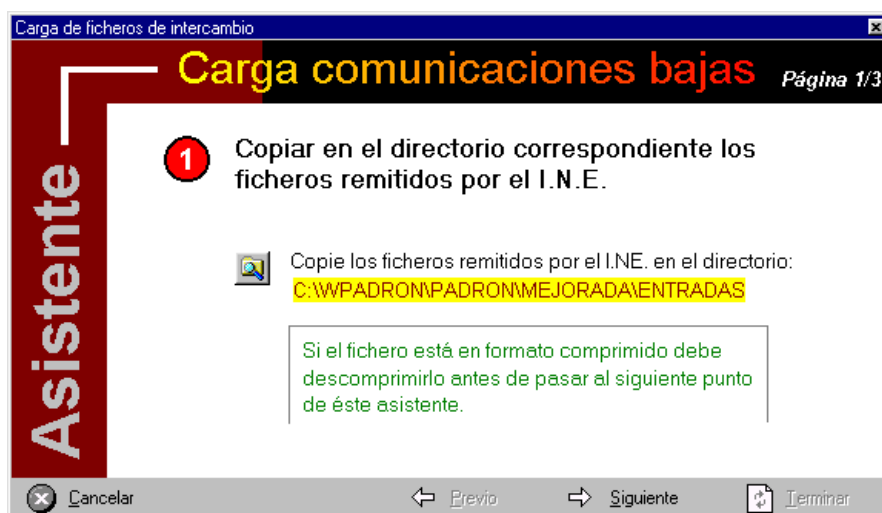 Carga de ficheros de intercambio
Carga comunicaciones bajas
Página 1/3
Asistente
1
Copiar en el directorio correspondiente los
ficheros remitidos por el I.N.E.
Copie los ficheros remitidos por el I.NE. en el directorio:
C:\WPADRON\PADRON\MEJORADA\ENTRADAS
Si el fichero está en formato comprimido debe
descomprimirlo antes de pasar al siguiente punto
de éste asistente.
Cancelar
Previo
Siguiente
Terminar